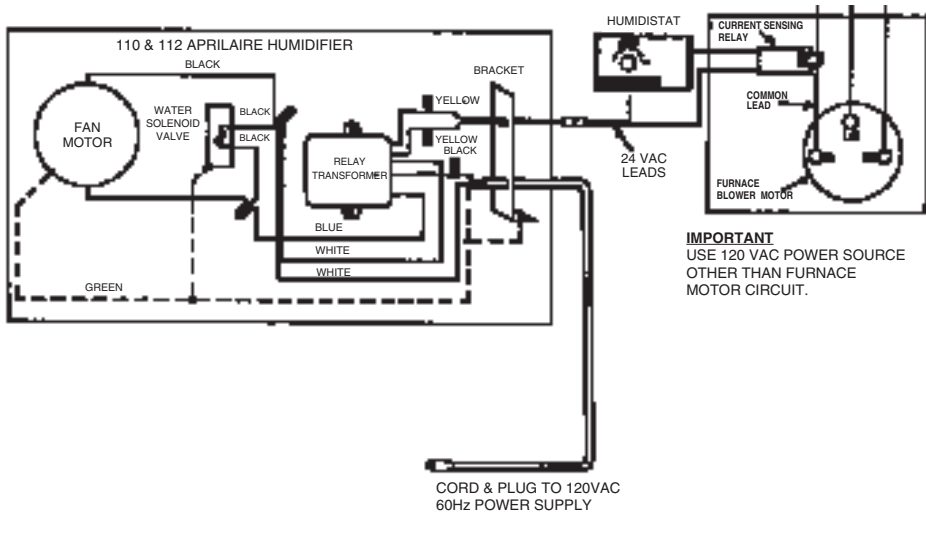 110 & 112 APRILAIRE HUMIDIFIER
BLACK
FAN
MOTOR
WATER
SOLENOID
VALVE
BLACK
BLACK
RELAY
TRANSFORMER
YELLOW
YELLOW
BLACK
BRACKET
BLUE
WHITE
WHITE
GREEN
HUMIDISTAT
24 VAC
LEADS
CURRENT SENSING
RELAY
COMMON
LEAD
FURNACE
BLOWER MOTOR
IMPORTANT
USE 120 VAC POWER SOURCE
OTHER THAN FURNACE
MOTOR CIRCUIT.
CORD & PLUG TO 120VAC
60Hz POWER SUPPLY